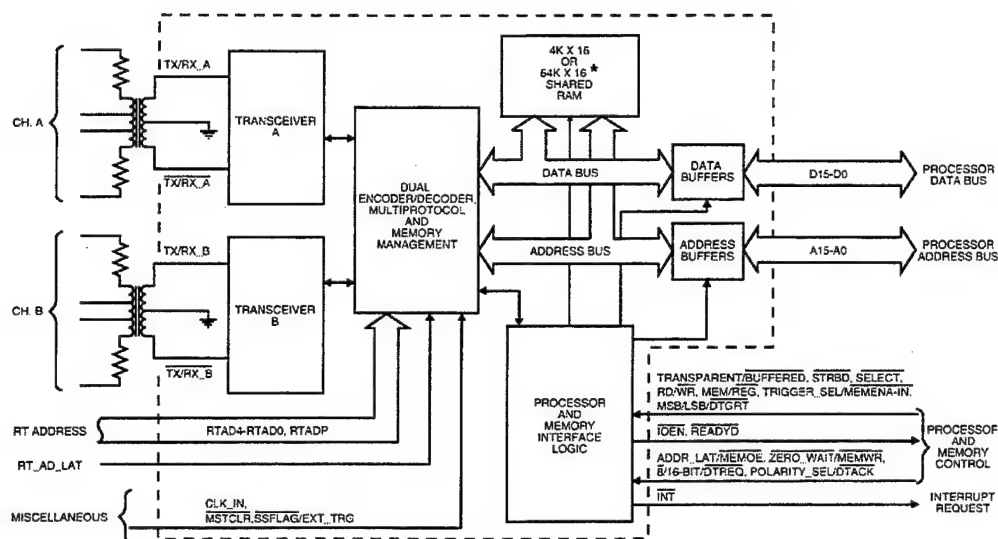 4K X 16
OR
64K X 16 *
SHARED
RAM
CH. A
TX/RX_A
TRANSCEIVER
A
TX/RX_A
DUAL
ENCODER/DECODER,
MULTIPROTOCOL
AND
MEMORY
MANAGEMENT
DATA BUS
DATA
BUFFERS
D15-D0
PROCESSOR
DATA BUS
ADDRESS BUS
ADDRESS
BUFFERS
A15-A0
PROCESSOR
ADDRESS BUS
CH. B
TX/RX_B
TRANSCEIVER
B
TX/RX_B
PROCESSOR
AND
MEMORY
INTERFACE
LOGIC
TRANSPARENT/BUFFERED, STRBD, SELECT,
RD/WR, MEM/REG, TRIGGER_SEL/MEMENA-IN,
MSB/LSB/DTGRT
IOEN, READYD
ADDR_LAT/MEMOE, ZERO_WAIT/MEMWR,
8/16-BIT/DTREQ, POLARITY_SEL/DTACK
INT
PROCESSOF
AND
MEMORY
CONTROL
INTERRUPT
REQUEST
RT ADDRESS
RTAD4-RTAD0, RTADP
RT_AD_LAT
MISCELLANEOUS
CLK_IN,
MSTCLR,SSFLAG/EXT_TRG